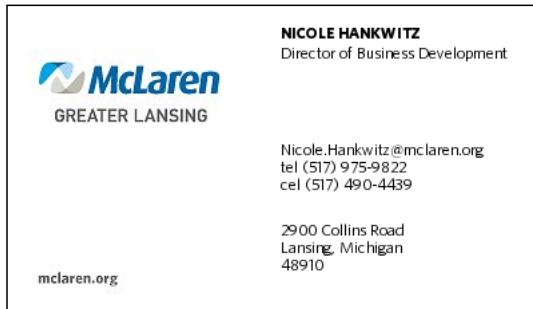 NICOLE HANKWITZ
Director of Business Development
McLaren
GREATER LANSING
Nicole.Hankwitz@mclaren.org
tel (517) 975-9822
cel (517) 490-4439
2900 Collins Road
Lansing, Michigan
48910
mclaren.org